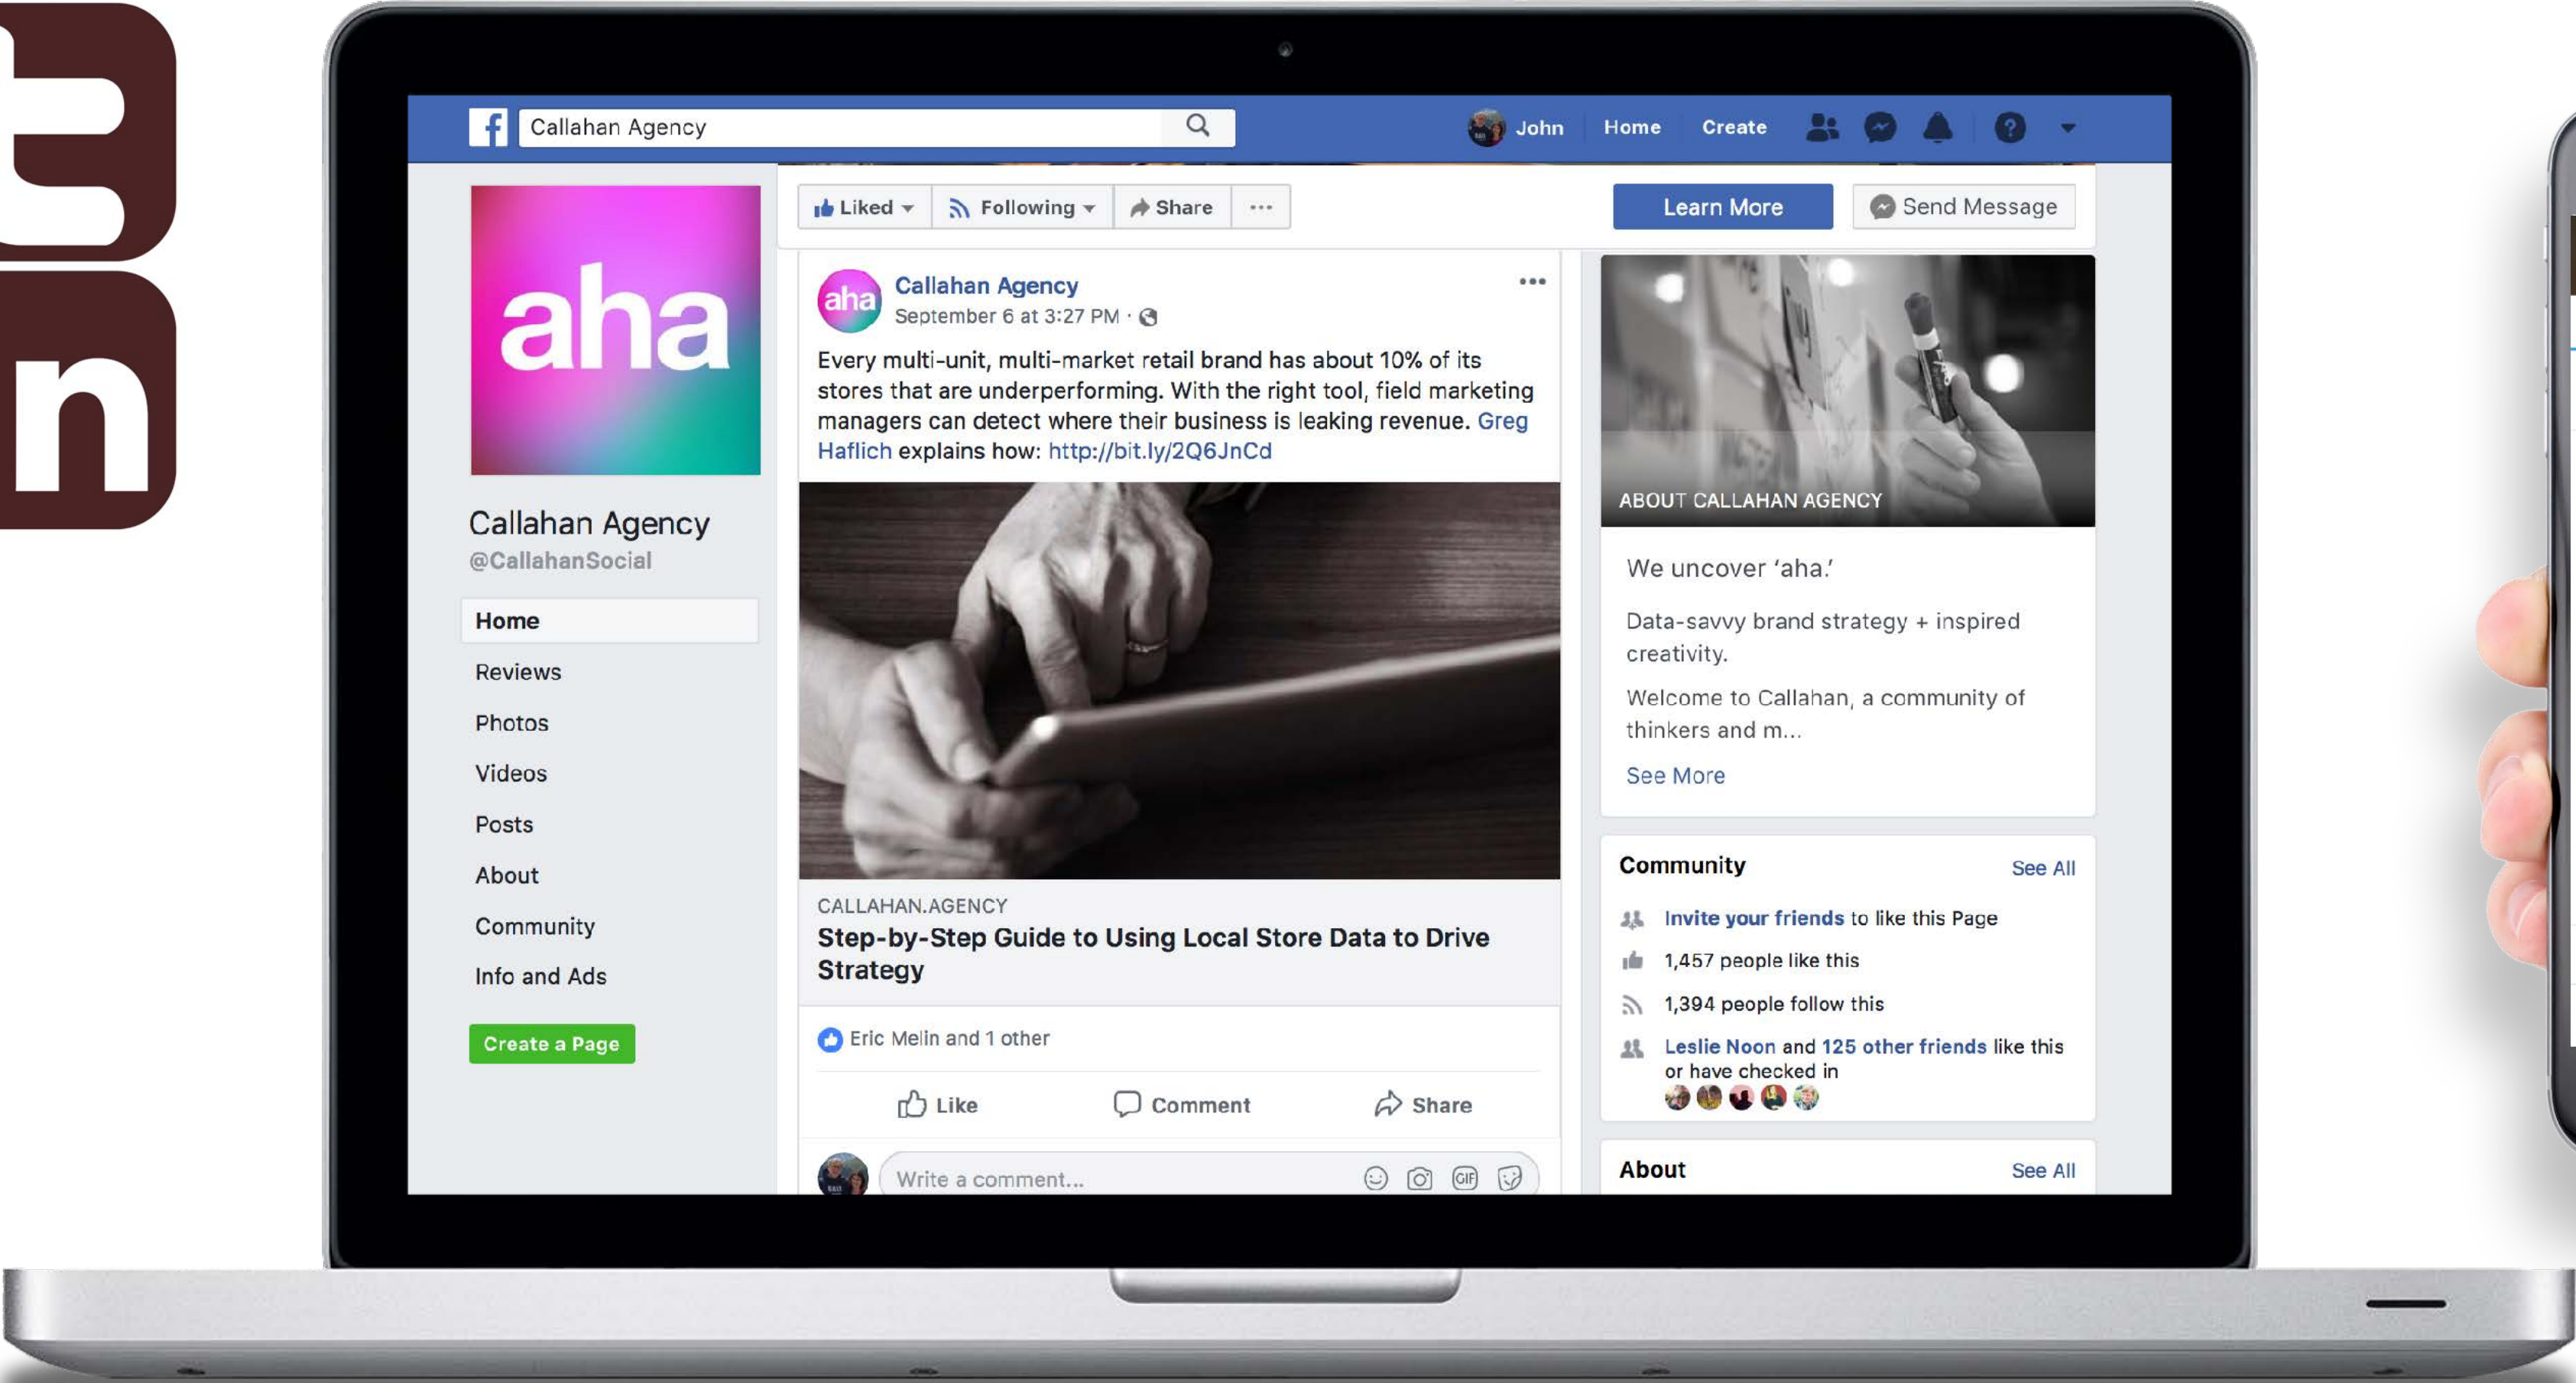 n
f
Callahan Agency
John
Home
Create
?
aha
Callahan Agency
@CallahanSocial
Home
Reviews
Photos
Videos
Posts
About
Community
Info and Ads
Create a Page
Liked
Following
Share
...
Learn More
Send Message
aha
Callahan Agency
September 6 at 3:27 PM ·
Every multi-unit, multi-market retail brand has about 10% of its
stores that are underperforming. With the right tool, field marketing
managers can detect where their business is leaking revenue. Greg
Haflich explains how: http://bit.ly/2Q6JnCd
CALLAHAN.AGENCY
Step-by-Step Guide to Using Local Store Data to Drive
Strategy
Eric Melin and 1 other
Like
Comment
Share
Write a comment...
GIF
ABOUT CALLAHAN AGENCY
We uncover ‘aha.’
Data-savvy brand strategy + inspired
creativity.
Welcome to Callahan, a community of
thinkers and m...
See More
Community
See All
Invite your friends to like this Page
1,457 people like this
1,394 people follow this
Leslie Noon and 125 other friends like this
or have checked in
About
See All